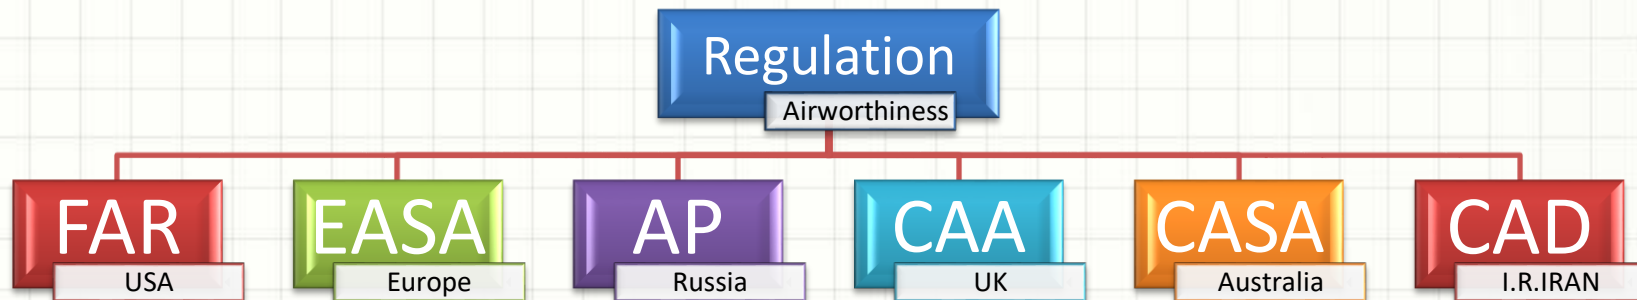 Regulation
Airworthiness
FAR
USA
EASA
Europe
AP
Russia
CAA
UK
CASA
Australia
CAD
I.R.IRAN